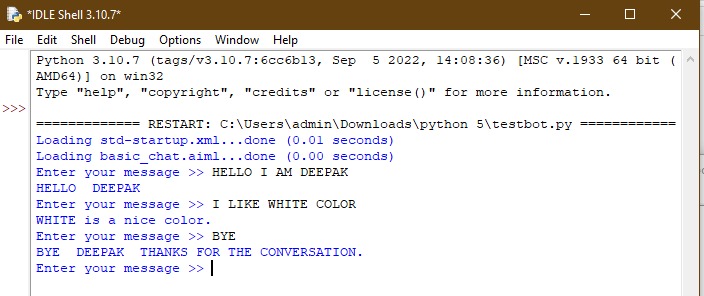 *IDLE Shell 3.10.7*
File Edit Shell Debug Options Window Help
Python 3.10.7 (tags/v3.10.7:6cc6b13, Sep  5 2022, 14:08:36) [MSC v.1933 64 bit (
AMD64)] on win32
Type "help", "copyright", "credits" or "license()" for more information.
>>>
============= RESTART: C:\Users\admin\Downloads\python 5\testbot.py ============
Loading std-startup.xml...done (0.01 seconds)
Loading basic_chat.aiml...done (0.00 seconds)
Enter your message >> HELLO I AM DEEPAK
HELLO  DEEPAK
Enter your message >> I LIKE WHITE COLOR
WHITE is a nice color.
Enter your message >> BYE
BYE  DEEPAK  THANKS FOR THE CONVERSATION.
Enter your message >>